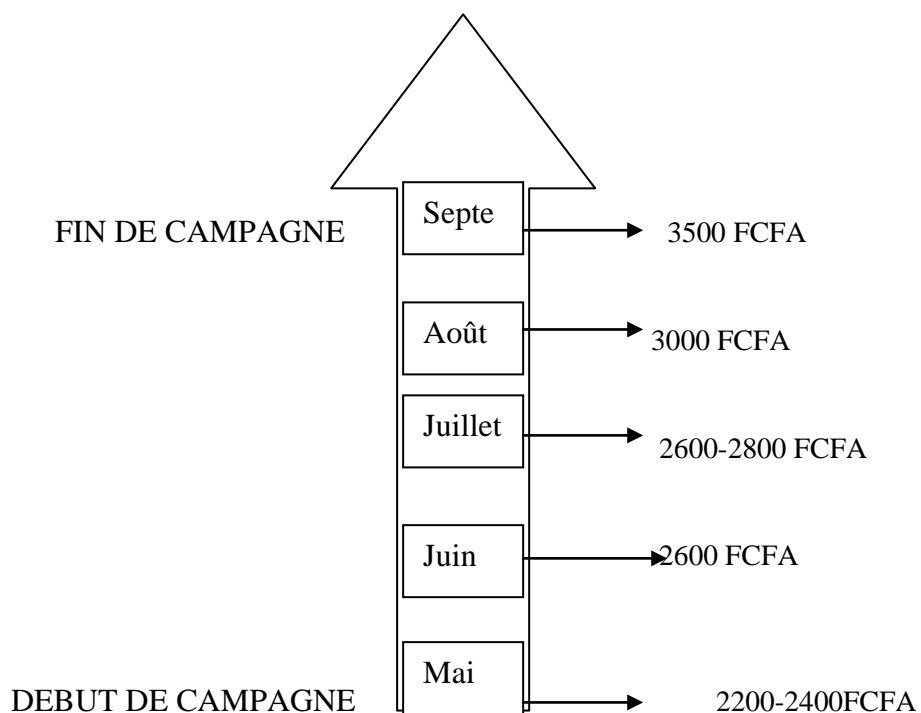 Septe
FIN DE CAMPAGNE
3500 FCFA
Août
3000 FCFA
Juillet
2600-2800 FCFA
Juin
2600 FCFA
Mai
DEBUT DE CAMPAGNE
2200-2400FCFA